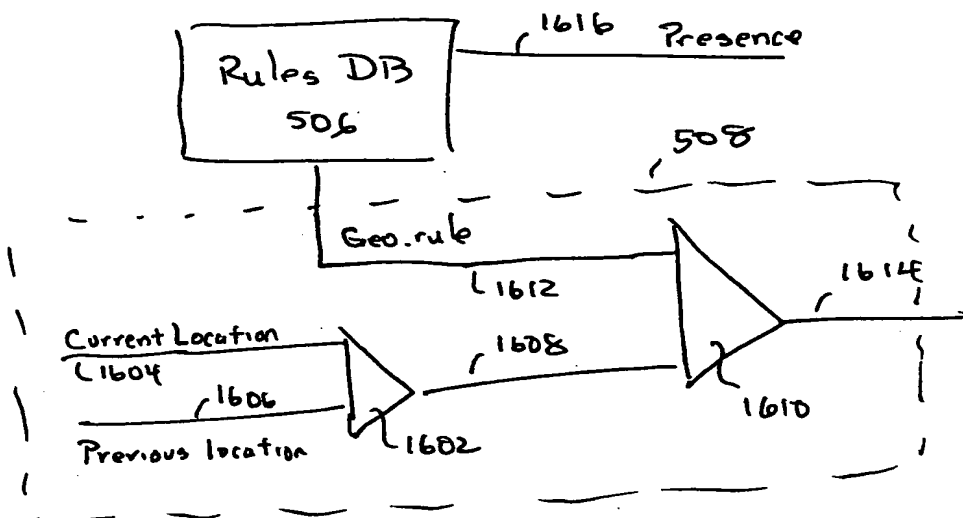 1616 Presence
Rules DB
506
508
Geo.rule
1612
1614
Current Location
1604
1608
1606
1610
Previous location
1602